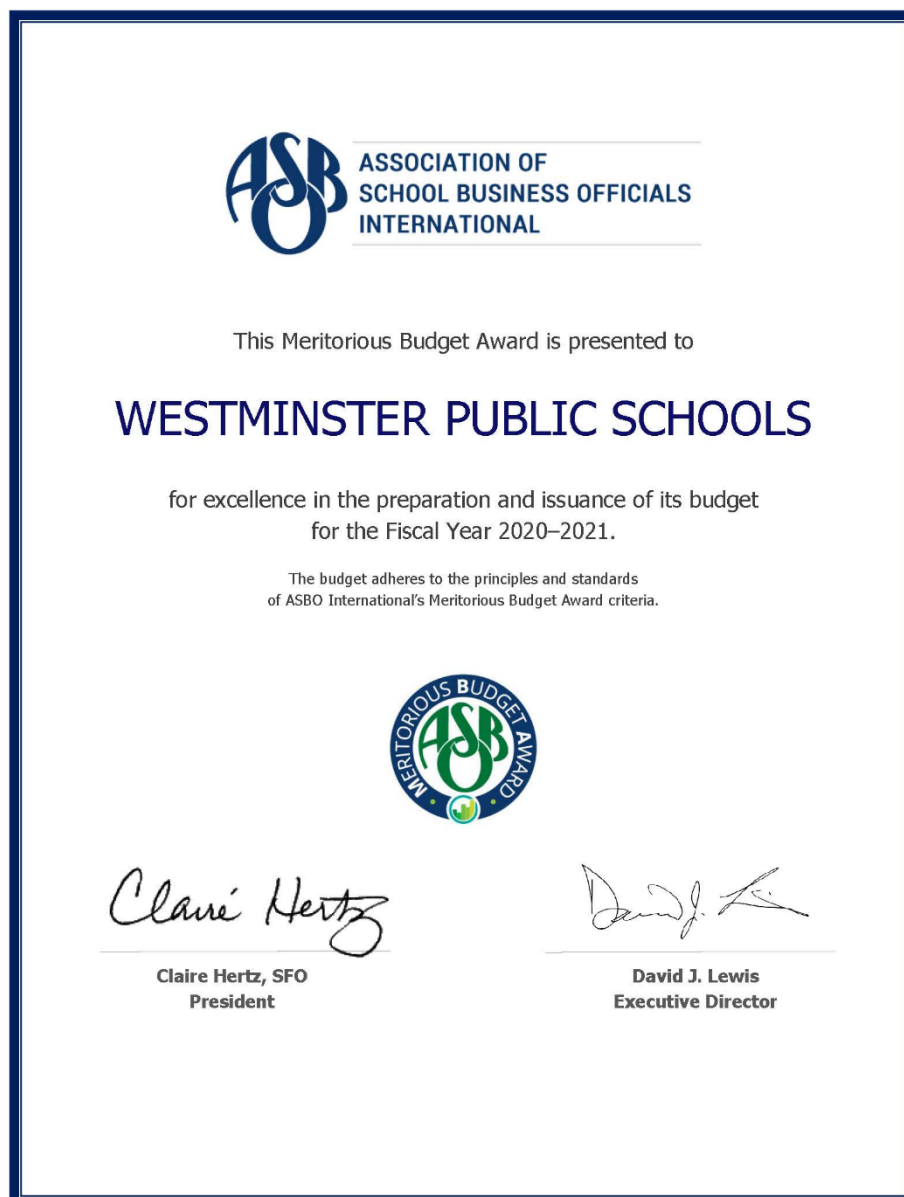 ASBO
ASSOCIATION OF
SCHOOL BUSINESS OFFICIALS
INTERNATIONAL
This Meritorious Budget Award is presented to
WESTMINSTER PUBLIC SCHOOLS
for excellence in the preparation and issuance of its budget
for the Fiscal Year 2020–2021.
The budget adheres to the principles and standards
of ASBO International's Meritorious Budget Award criteria.
MERITORIOUS BUDGET AWARD
ASBO
Claire Hertz
David J. Lewis
Claire Hertz, SFO
David J. Lewis
President
Executive Director